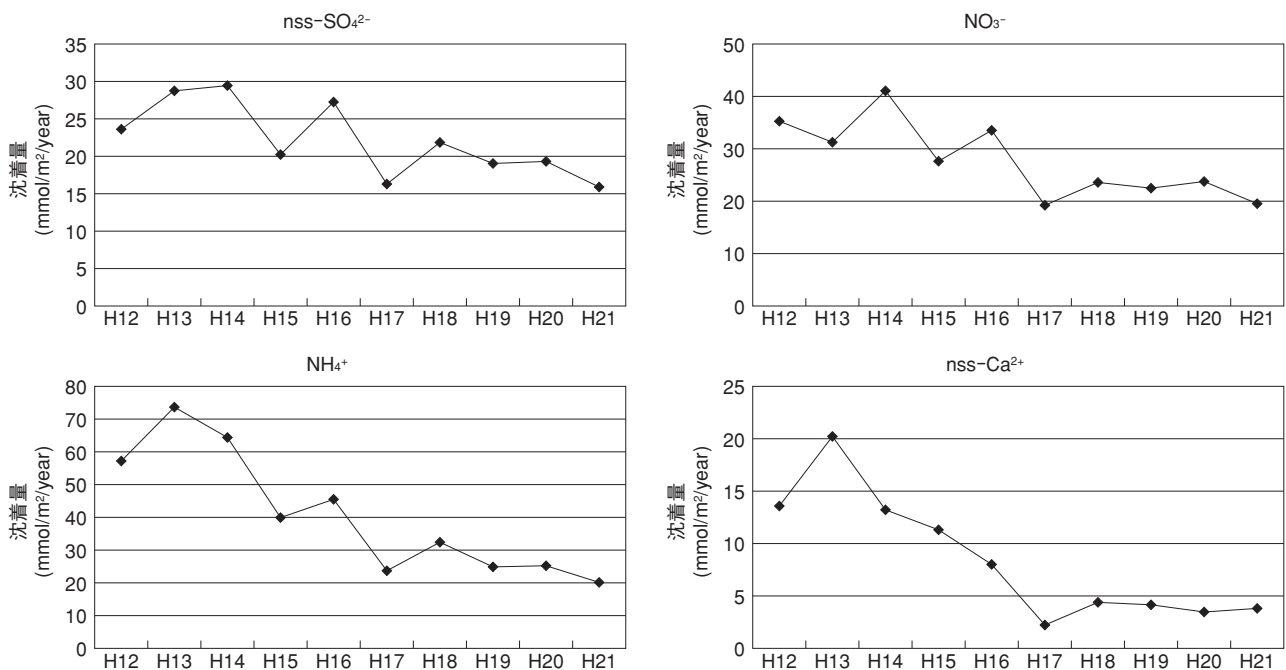 nss-SO₄²⁻
沈着量
(mmol/m²/year)
35
30
25
20
15
10
5
0
H12 H13 H14 H15 H16 H17 H18 H19 H20 H21
NO₃⁻
沈着量
(mmol/m²/year)
50
40
30
20
10
0
H12 H13 H14 H15 H16 H17 H18 H19 H20 H21
NH₄⁺
沈着量
(mmol/m²/year)
80
70
60
50
40
30
20
10
0
H12 H13 H14 H15 H16 H17 H18 H19 H20 H21
nss-Ca²⁺
沈着量
(mmol/m²/year)
25
20
15
10
5
0
H12 H13 H14 H15 H16 H17 H18 H19 H20 H21